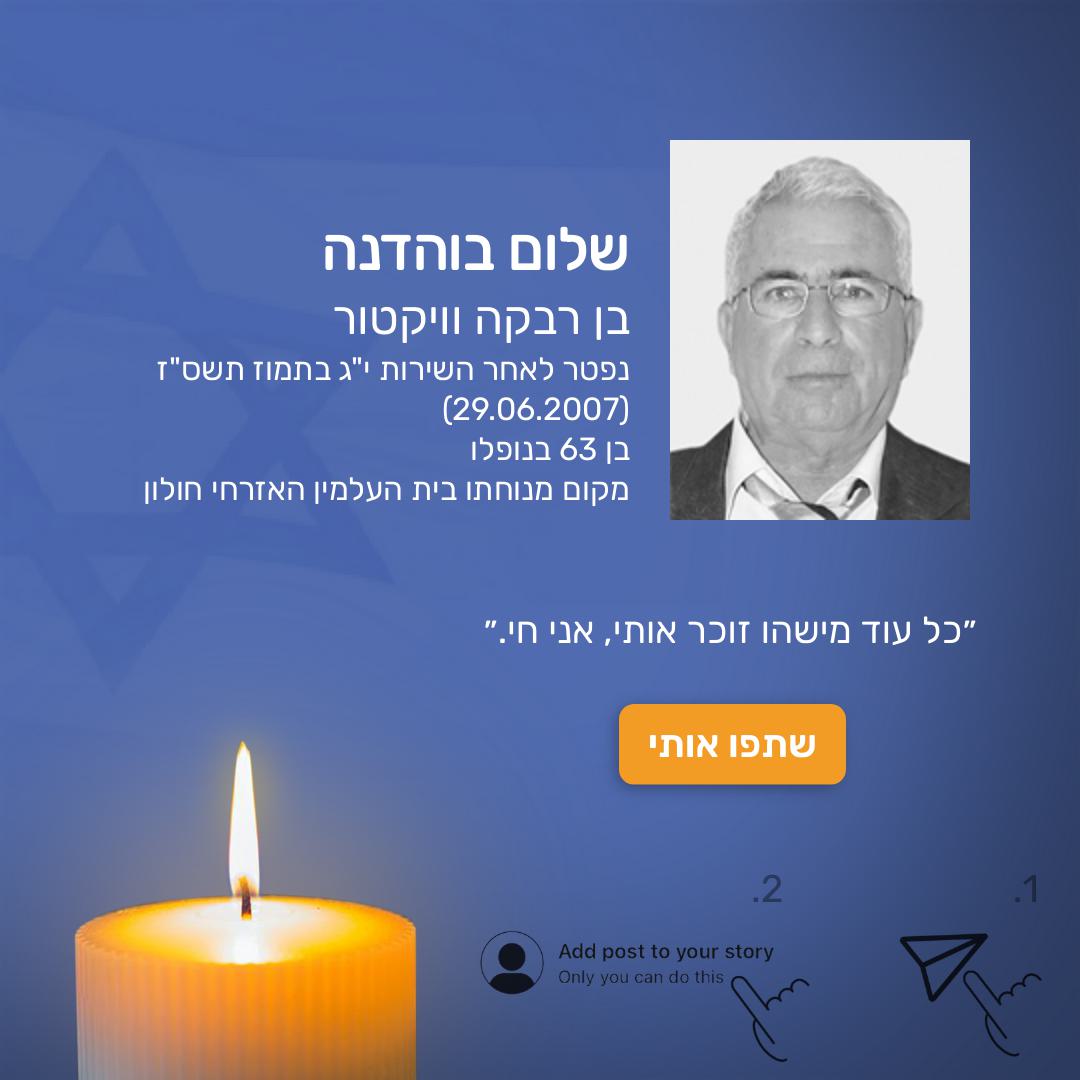 שלום בוהדנה
בן רבקה וויקטור
נפטר לאחר השירות י"ג בתמוז תשס"ז
(29.06.2007)
בן 63 בנופלו
מקום מנוחתו בית העלמין האזרחי חולון
״כל עוד מישהו זוכר אותי, אני חי.״
שתפו אותי
.1
.2
Add post to your story
Only you can do this